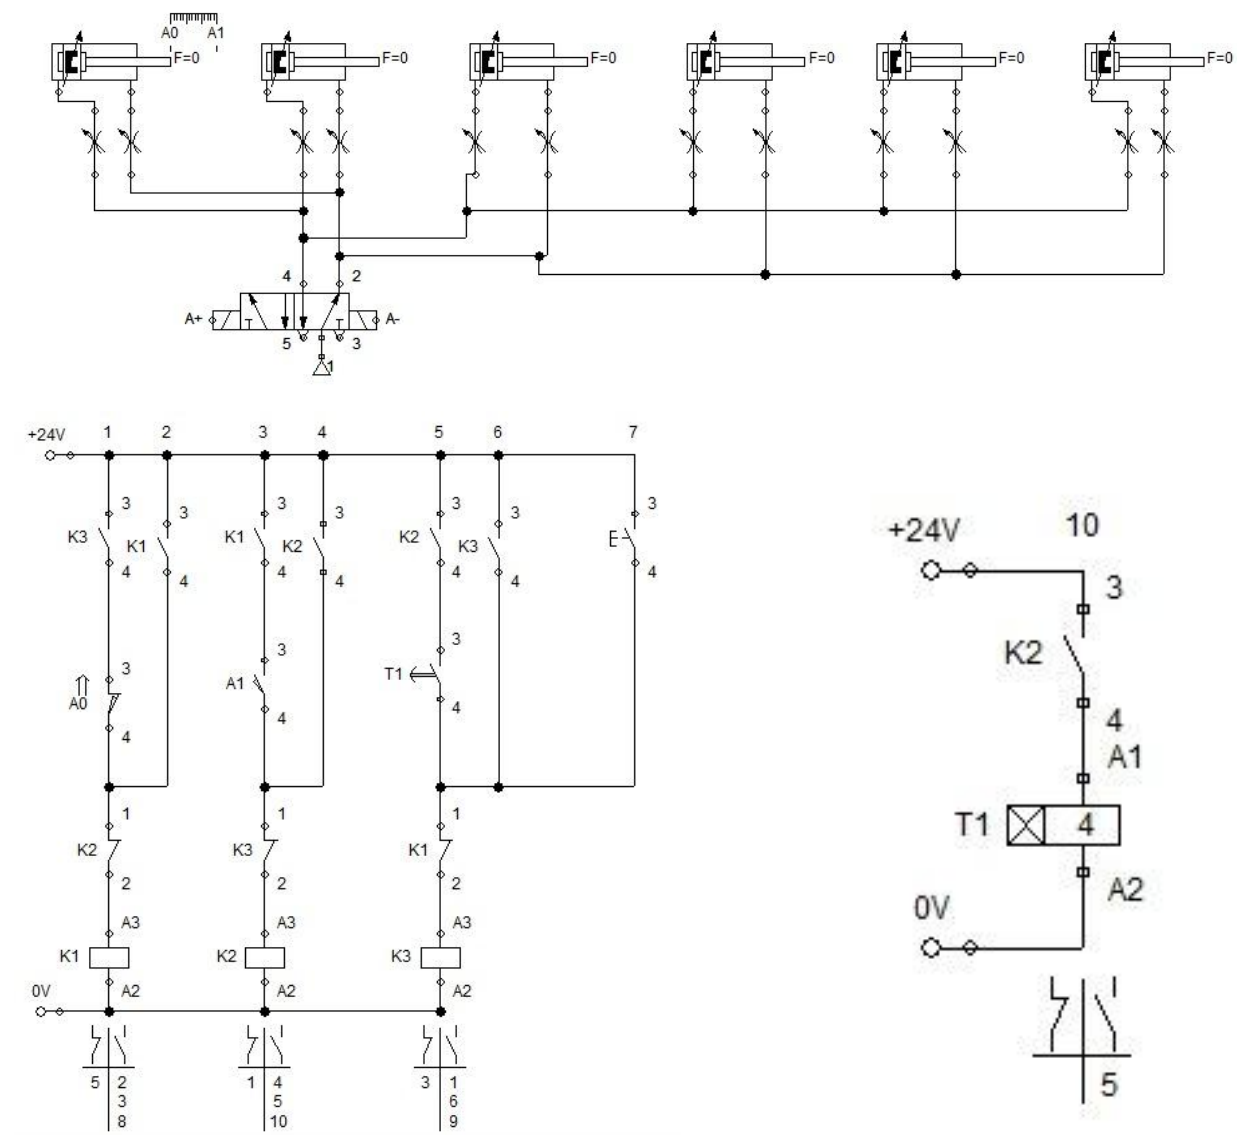 A0 A1
F=0 F=0 F=0 F=0 F=0 F=0
4 2
A+ A-
5 3
1
+24V 1 2 3 4 5 6 7
3 3 3 3 3 3 3
K3 K1 K1 K2 K2 K3 E
4 4 4 4 4 4 4
3 3 3
A0 A1 T1
4 4 4
1 1 1
K2 K3 K1
2 2 2
A3 A3 A3
K1 K2 K3
0V A2 A2 A2
5 2 1 4 3 1
3 5 6
8 10 9
+24V 10
3
K2
4
A1
T1 4
A2
0V
5